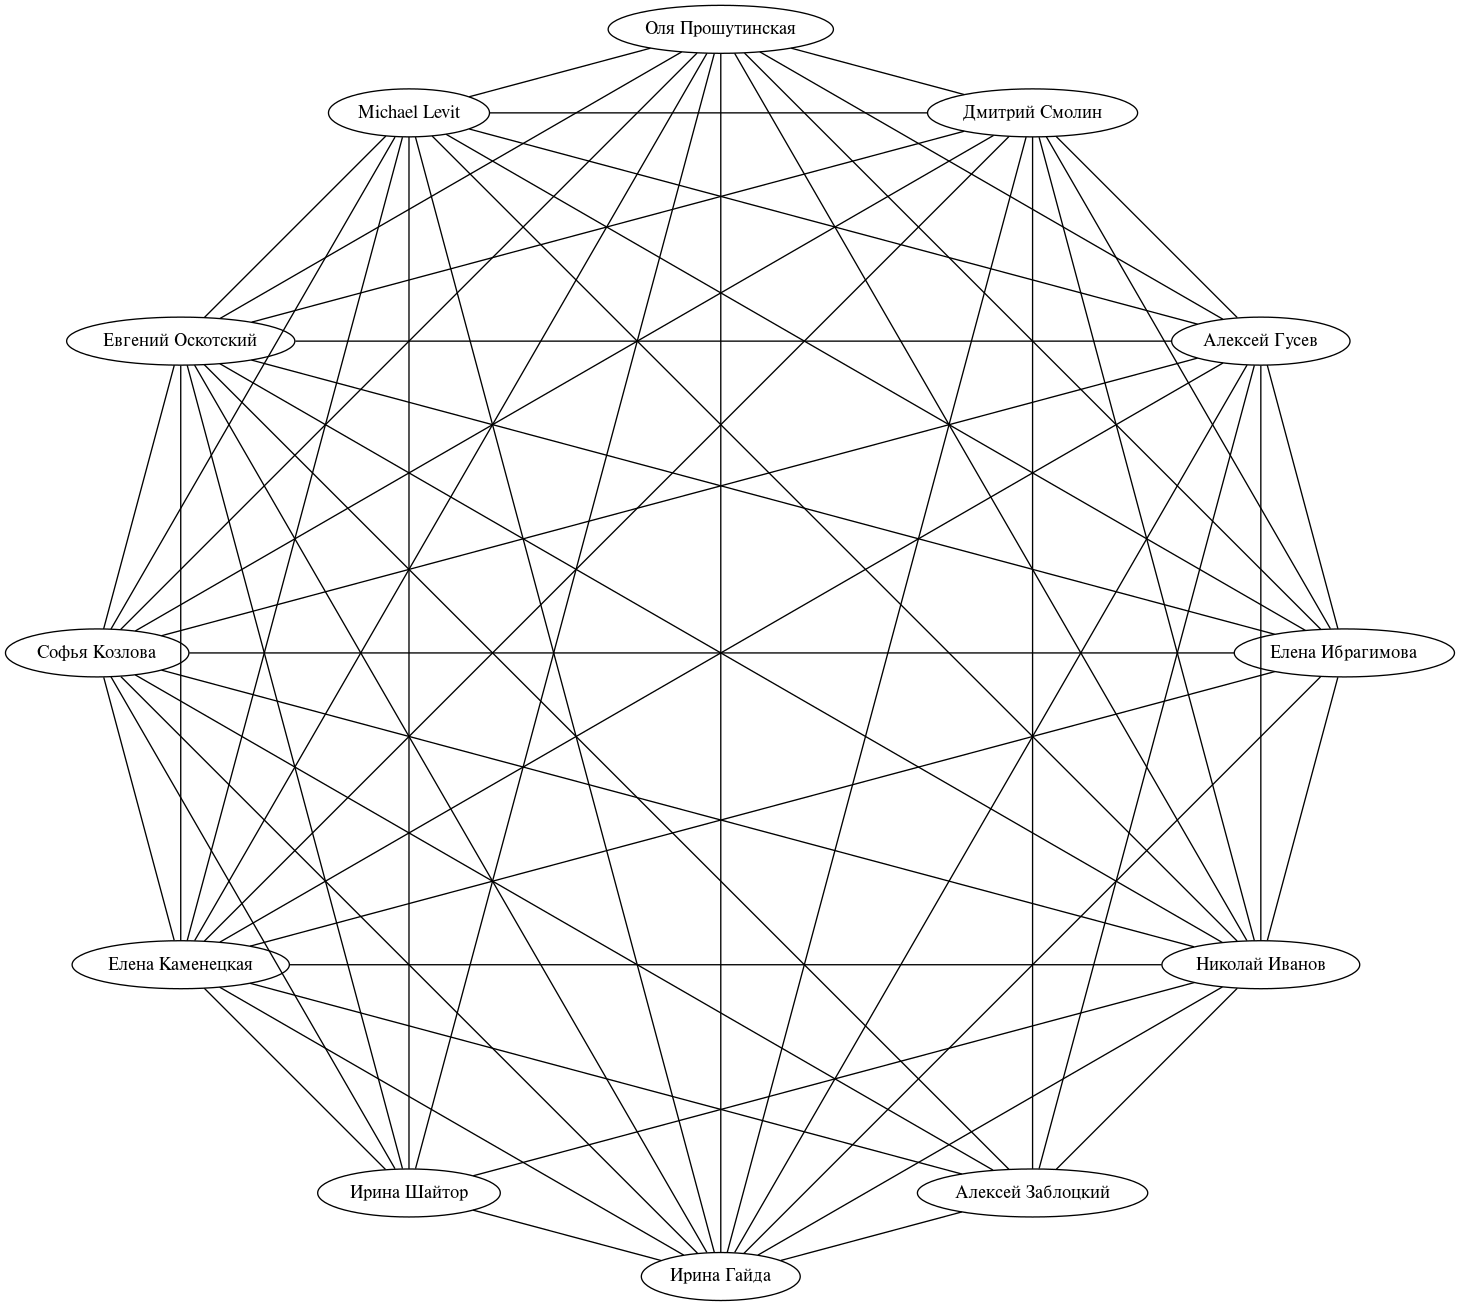 Оля Прошутинская
Michael Levit
Дмитрий Смолин
Евгений Оскотский
Алексей Гусев
Софья Козлова
Елена Ибрагимова
Елена Каменецкая
Николай Иванов
Ирина Шайтор
Алексей Заблоцкий
Ирина Гайда